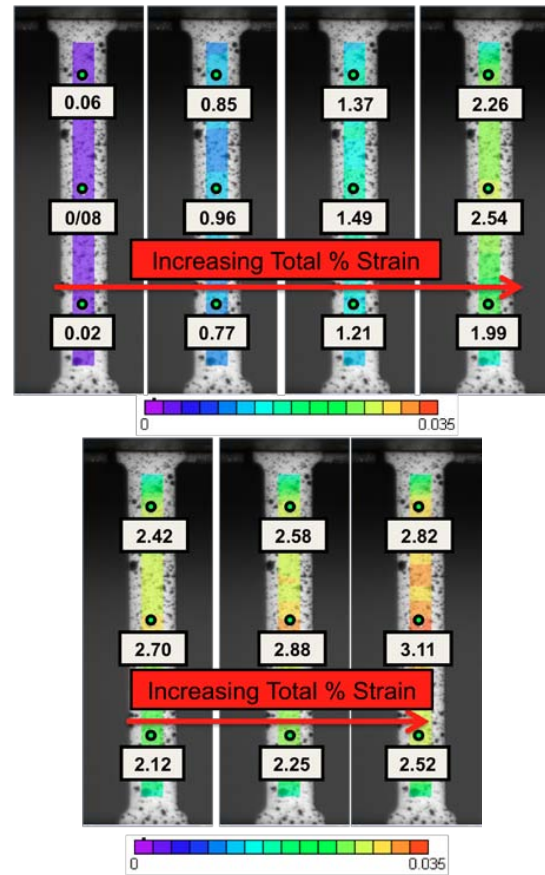 0.06 0.85 1.37 2.26
0/08 0.96 1.49 2.54
Increasing Total % Strain
0.02 0.77 1.21 1.99
0 0.035
2.42 2.58 2.82
2.70 2.88 3.11
Increasing Total % Strain
2.12 2.25 2.52
0 0.035